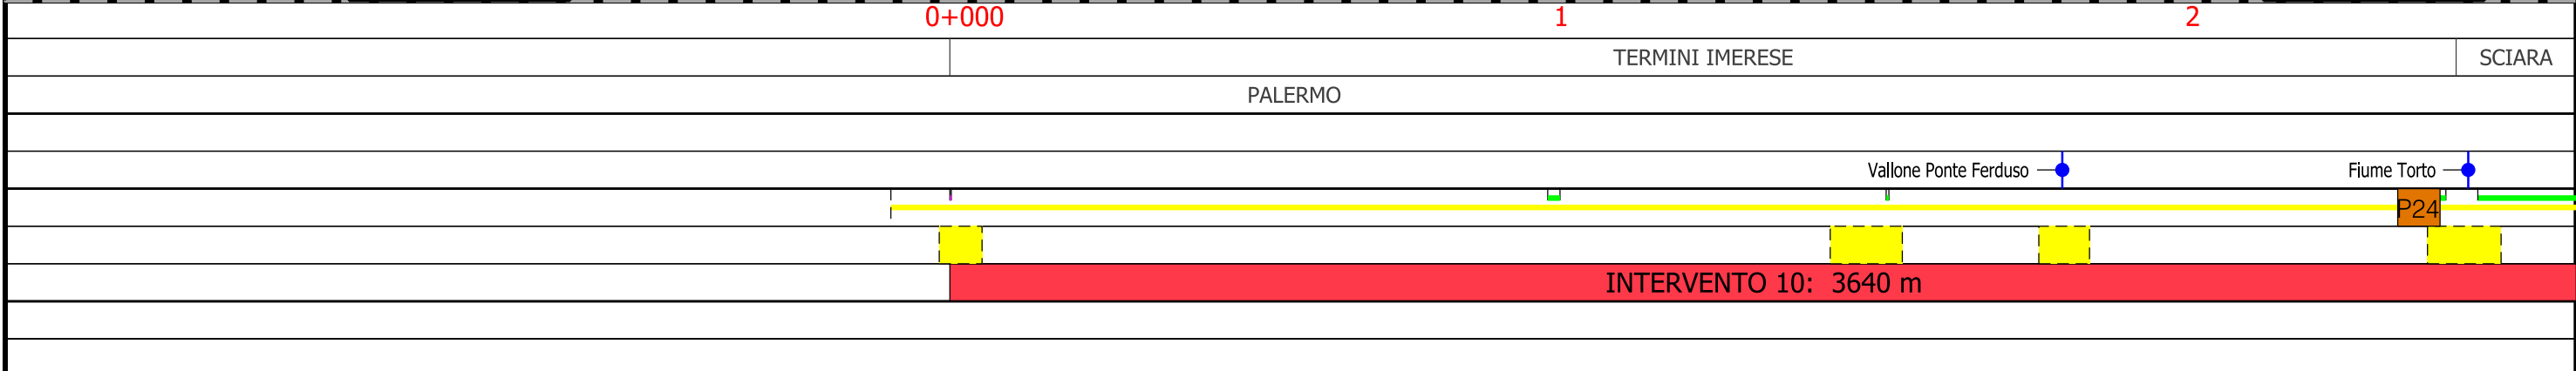 0+000 1 2
TERMINI IMERESE SCIARA
PALERMO
Vallone Ponte Ferduso Fiume Torto
P24
INTERVENTO 10: 3640 m